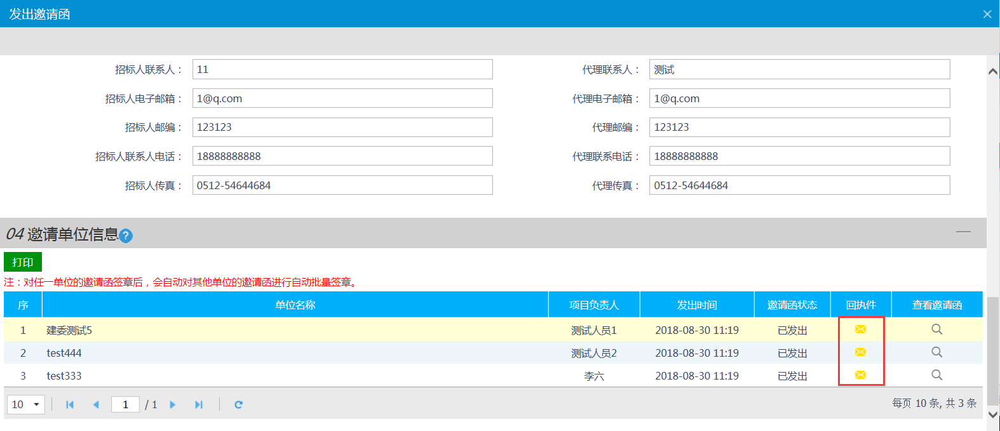 发出邀请函
招标人联系人： 11 代理联系人： 测试
招标人电子邮箱： 1@q.com 代理电子邮箱： 1@q.com
招标人邮编： 123123 代理邮编： 123123
招标人联系人电话： 18888888888 代理联系电话： 18888888888
招标人传真： 0512-54644684 代理传真： 0512-54644684
04 邀请单位信息 ?
打印
注：对任一单位的邀请函签章后，会自动对其他单位的邀请函进行自动批量签章。
序 单位名称 项目负责人 发出时间 邀请函状态 回执件 查看邀请函
1 建委测试5 测试人员1 2018-08-30 11:19 已发出
2 test444 测试人员2 2018-08-30 11:19 已发出
3 test333 李六 2018-08-30 11:19 已发出
10 1 / 1 每页 10 条, 共 3 条